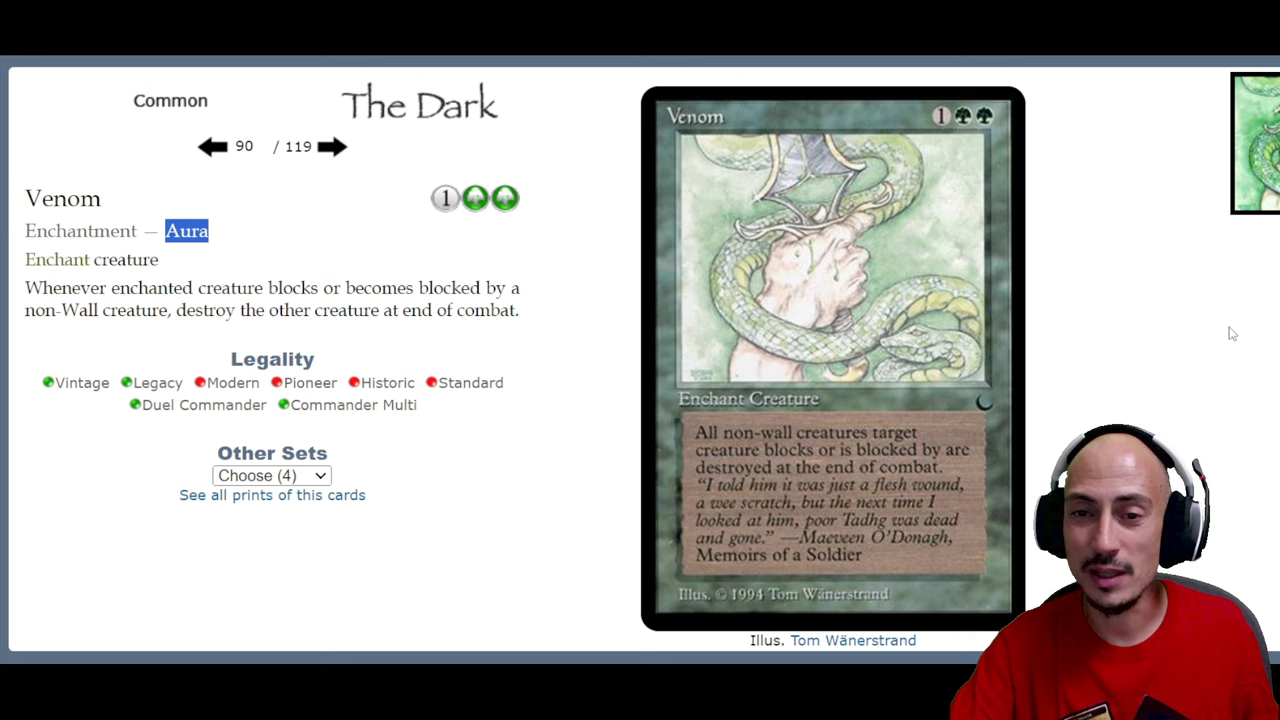 Common
The Dark
90 / 119
Venom
1
Enchantment — Aura
Enchant creature
Whenever enchanted creature blocks or becomes blocked by a
non-Wall creature, destroy the other creature at end of combat.
Legality
Vintage Legacy Modern Pioneer Historic Standard
Duel Commander Commander Multi
Other Sets
Choose (4)
See all prints of this cards
Venom 1
Enchant Creature
All non-wall creatures target
creature blocks or is blocked by are
destroyed at the end of combat.
"I told him it was just a flesh wound,
a wee scratch, but the next time I
looked at him, poor Tadhg was dead
and gone." —Maeveen O'Donagh,
Memoirs of a Soldier
Illus. © 1994 Tom Wänerstrand
Illus. Tom Wänerstrand